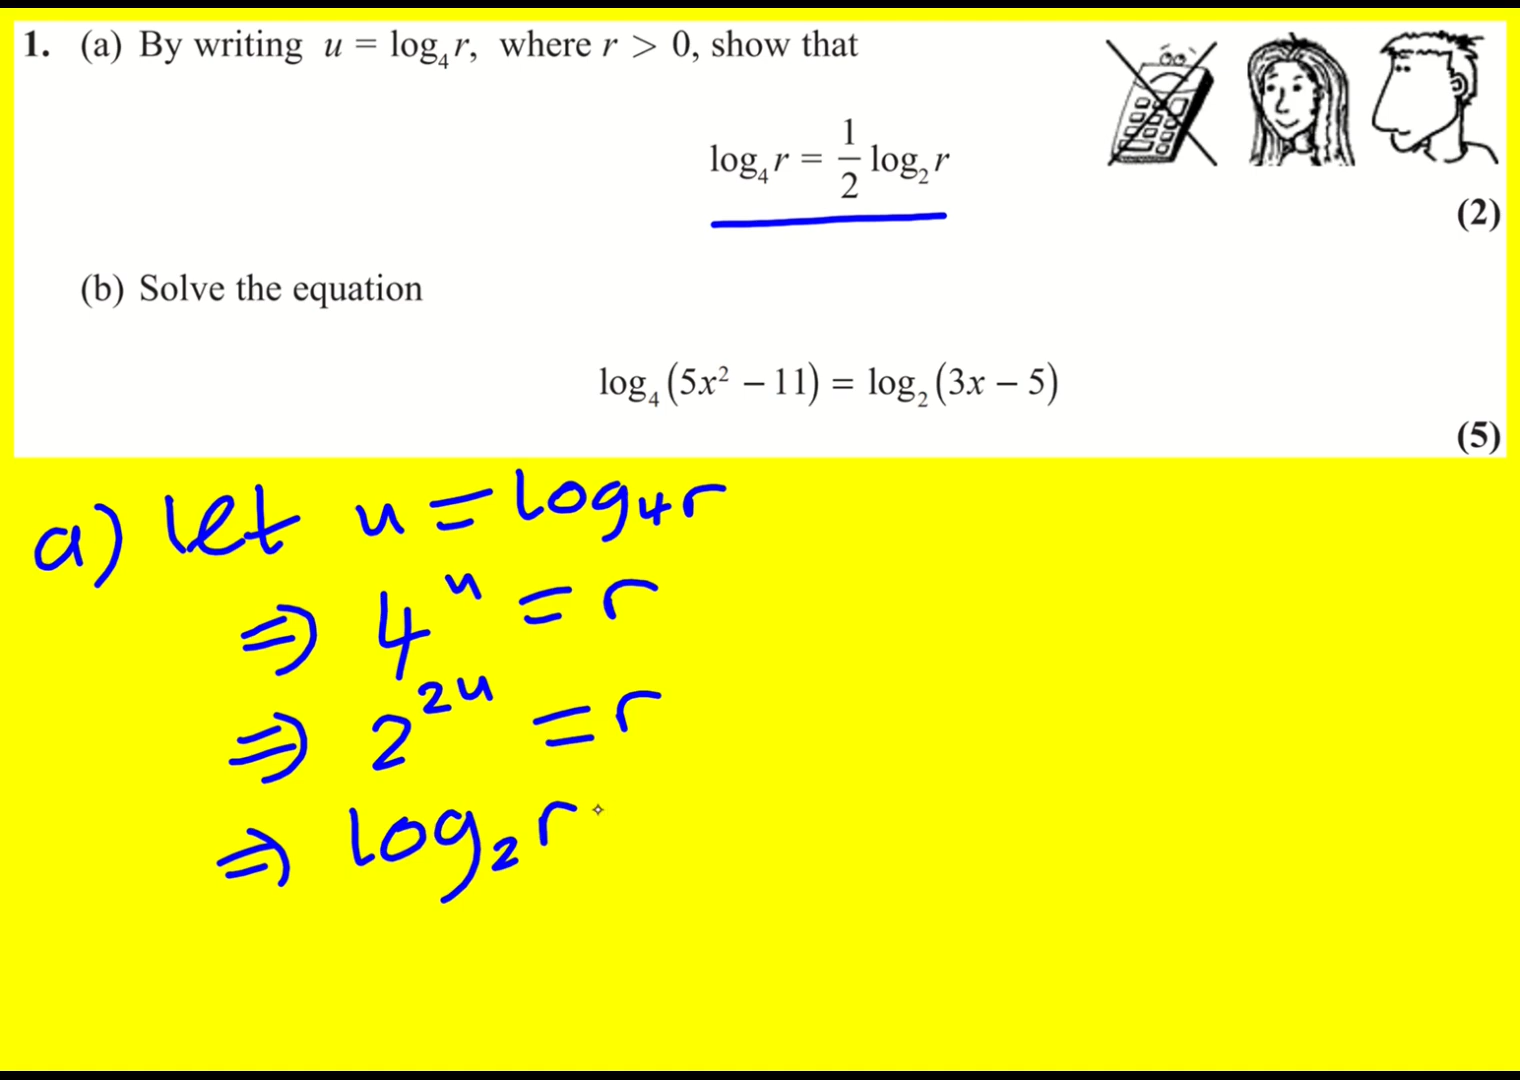 1. (a) By writing u = log₄r, where r > 0, show that
log₄r = 1/2 log₂r
(2)
(b) Solve the equation
log₄(5x² – 11) = log₂(3x – 5)
(5)
a) let u = log₄r
⇒ 4ᵘ = r
⇒ 2²ᵘ = r
⇒ log₂r